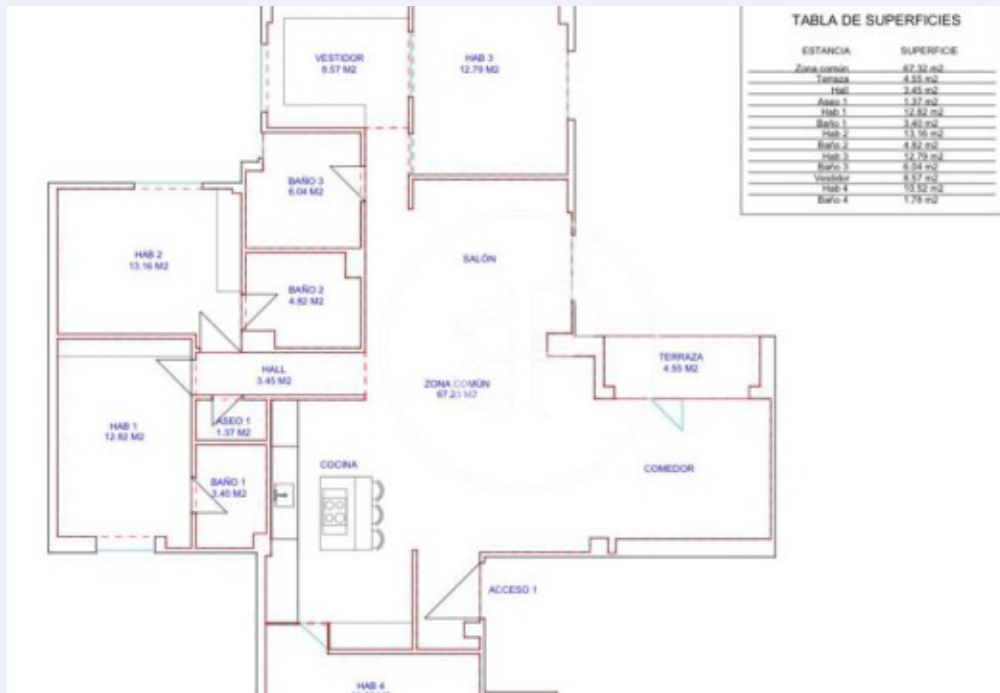 TABLA DE SUPERFICIES
ESTANCIA SUPERFICIE
Zona común 67.32 m2
Terraza 4.55 m2
Hall 3.45 m2
Aseo 1 1.37 m2
Hab 1 12.82 m2
Baño 1 3.40 m2
Hab 2 13.16 m2
Baño 2 4.82 m2
Hab 3 12.79 m2
Baño 3 6.04 m2
Vestidor 8.57 m2
Hab 4 10.52 m2
Baño 4 1.78 m2
VESTIDOR
8.57 M2
HAB 3
12.79 M2
BAÑO 3
6.04 M2
HAB 2
13.16 M2
SALÓN
BAÑO 2
4.82 M2
TERRAZA
4.55 M2
HALL
3.45 M2
ZONA COMÚN
67.23 M2
HAB 1
12.82 M2
ASEO 1
1.37 M2
COCINA
COMEDOR
BAÑO 1
3.40 M2
ACCESO 1
HAB 4